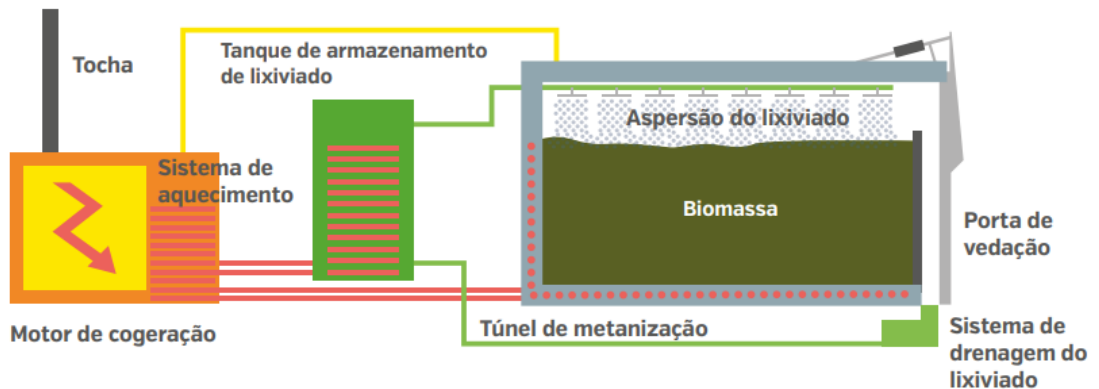 Tocha
Tanque de armazenamento
de lixiviado
Aspersão do lixiviado
Sistema de
aquecimento
Biomassa
Porta de
vedação
Motor de cogeração
Túnel de metanização
Sistema de
drenagem do
lixiviado